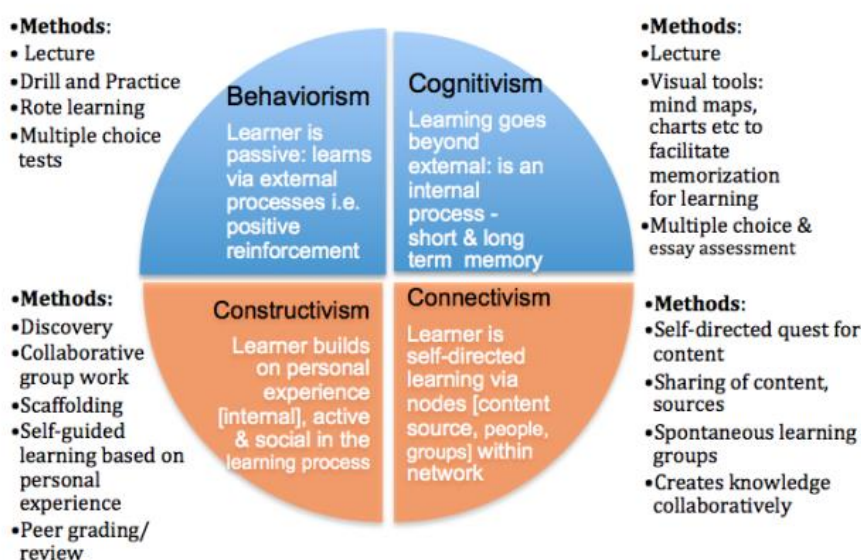 •Methods:
• Lecture
•Drill and Practice
•Rote learning
•Multiple choice
tests
Behaviorism
Learner is
passive: learns
via external
processes i.e.
positive
reinforcement
Cognitivism
Learning goes
beyond
external: is an
internal
process -
short & long
term memory
•Methods:
•Lecture
•Visual tools:
mind maps,
charts etc to
facilitate
memorization
for learning
•Multiple choice &
essay assessment
•Methods:
•Discovery
•Collaborative
group work
•Scaffolding
•Self-guided
learning based on
personal
experience
•Peer grading/
review
Constructivism
Learner builds
on personal
experience
[internal], active
& social in the
learning process
Connectivism
Learner is
self-directed
learning via
nodes [content
source, people,
groups] within
network
•Methods:
•Self-directed quest for
content
•Sharing of content,
sources
•Spontaneous learning
groups
•Creates knowledge
collaboratively